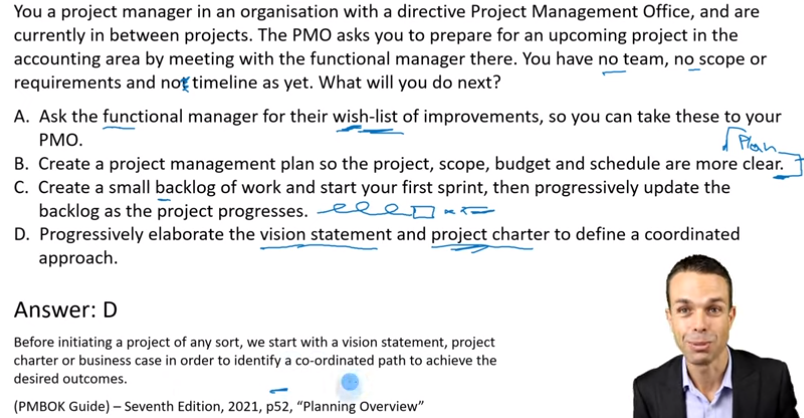 You a project manager in an organisation with a directive Project Management Office, and are
currently in between projects. The PMO asks you to prepare for an upcoming project in the
accounting area by meeting with the functional manager there. You have no team, no scope or
requirements and not timeline as yet. What will you do next?
A. Ask the functional manager for their wish-list of improvements, so you can take these to your
PMO.
Plan
B. Create a project management plan so the project, scope, budget and schedule are more clear.
C. Create a small backlog of work and start your first sprint, then progressively update the
backlog as the project progresses.
D. Progressively elaborate the vision statement and project charter to define a coordinated
approach.
Answer: D
Before initiating a project of any sort, we start with a vision statement, project
charter or business case in order to identify a co-ordinated path to achieve the
desired outcomes.
(PMBOK Guide) – Seventh Edition, 2021, p52, “Planning Overview”